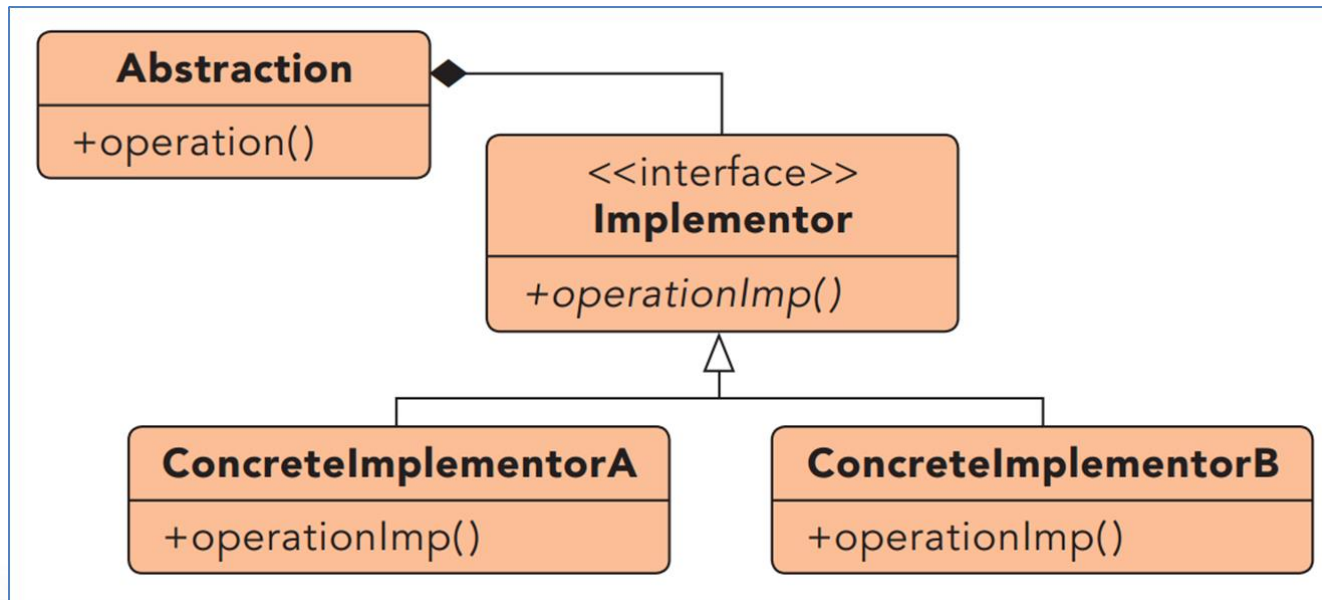 Abstraction
+operation()
<<interface>>
Implementor
+operationImp()
ConcreteImplementorA
+operationImp()
ConcreteImplementorB
+operationImp()